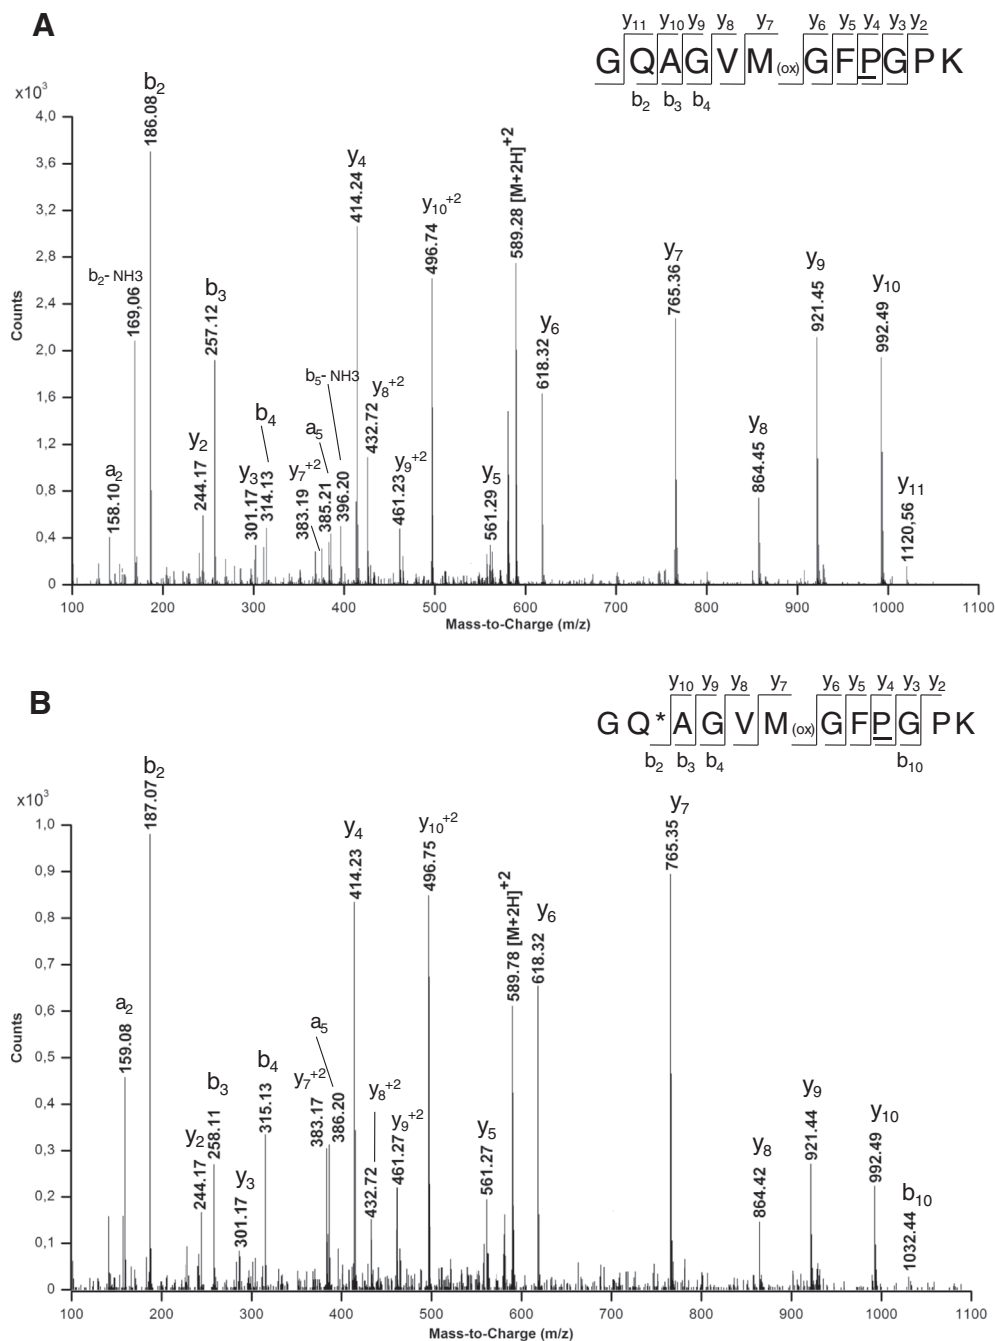 A
y11 y10 y9 y8 y7 y6 y5 y4 y3 y2
GQAGVM(ox)GFPGPK
b2 b3 b4
x10³
4,0
3,6
3,2
2,8
2,4
2,0
1,6
1,2
0,8
0,4
0
Counts
a2
158.10
b2- NH3
169,06
b2
186.08
y2
244.17
b3
257.12
y3
301.17
b4
314.13
y7+2
383.19
a5
385.21
b5- NH3
396.20
y4
414.24
y8+2
432.72
y9+2
461.23
y10+2
496.74
y5
561.29
589.28 [M+2H]+2
y6
618.32
y7
765.36
y8
864.45
y9
921.45
y10
992.49
y11
1120,56
100 200 300 400 500 600 700 800 900 1000 1100
Mass-to-Charge (m/z)
B
y10 y9 y8 y7 y6 y5 y4 y3 y2
GQ*AGVM(ox)GFPGPK
b2 b3 b4 b10
x10³
1,0
0,9
0,8
0,7
0,6
0,5
0,4
0,3
0,2
0,1
0
Counts
a2
159.08
b2
187.07
y2
244.17
b3
258.11
y3
301.17
b4
315.13
y7+2
383.17
a5
386.20
y4
414.23
y8+2
432.72
y9+2
461.27
y10+2
496.75
y5
561.27
589.78 [M+2H]+2
y6
618.32
y7
765.35
y8
864.42
y9
921.44
y10
992.49
b10
1032.44
100 200 300 400 500 600 700 800 900 1000 1100
Mass-to-Charge (m/z)